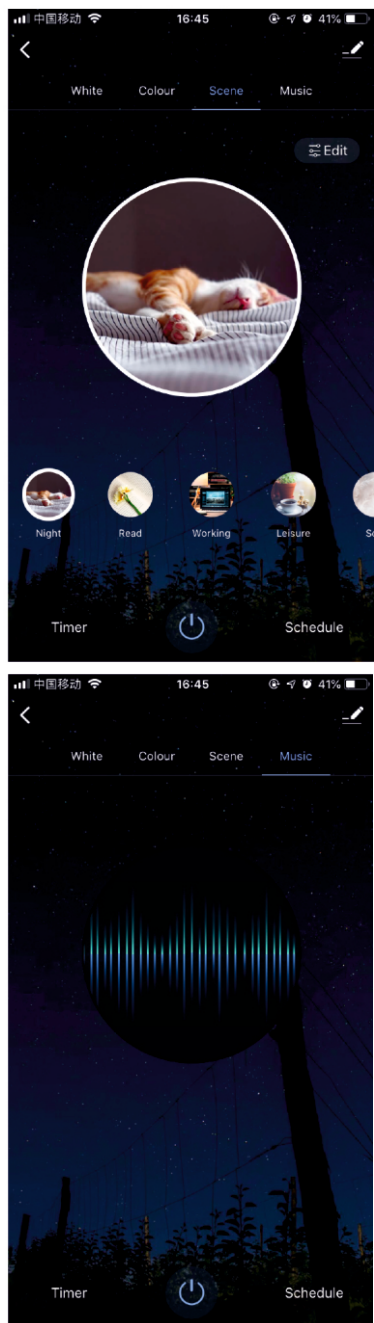 中国移动 16:45 41%
White Colour Scene Music
Edit
Night Read Working Leisure
Timer Schedule
中国移动 16:45 41%
White Colour Scene Music
Timer Schedule